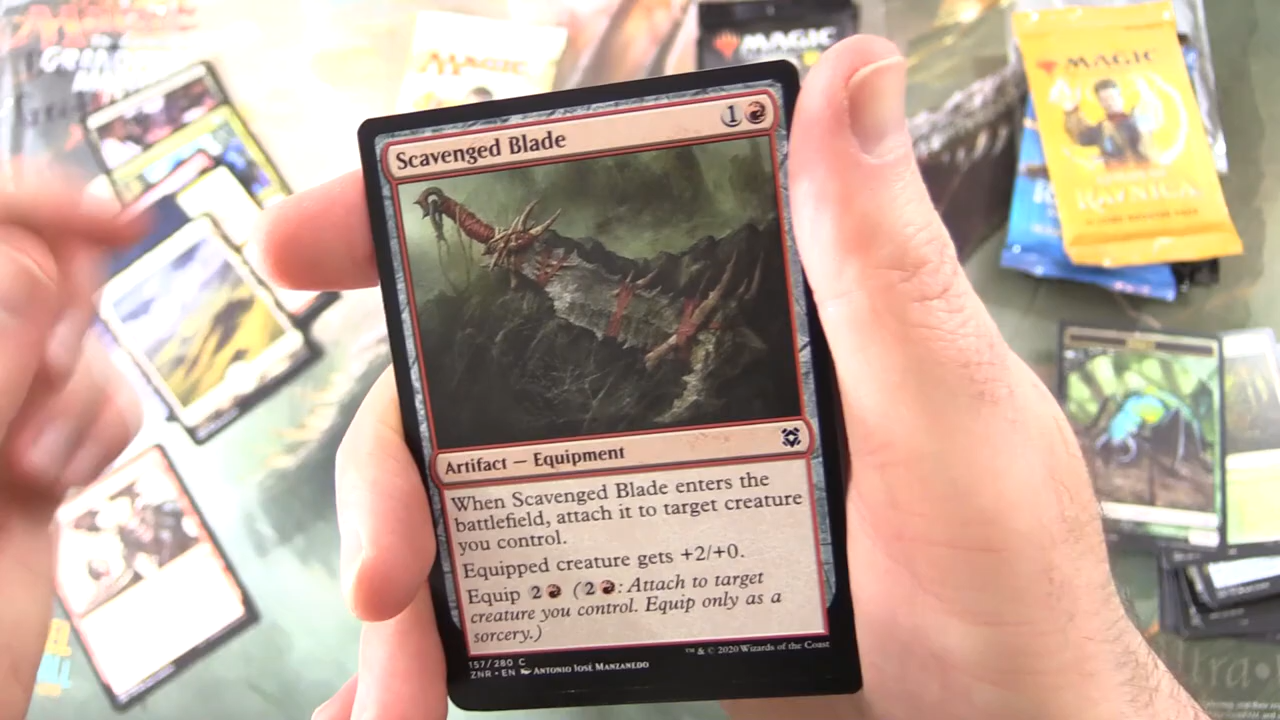 MAGIC
MAGIC
MAGIC
RAVNICA
Scavenged Blade
1
Artifact — Equipment
When Scavenged Blade enters the
battlefield, attach it to target creature
you control.
Equipped creature gets +2/+0.
Equip 2 (2 : Attach to target
creature you control. Equip only as a
sorcery.)
157/280 C
ZNR • EN Antonio José Manzanedo
™ & © 2020 Wizards of the Coast